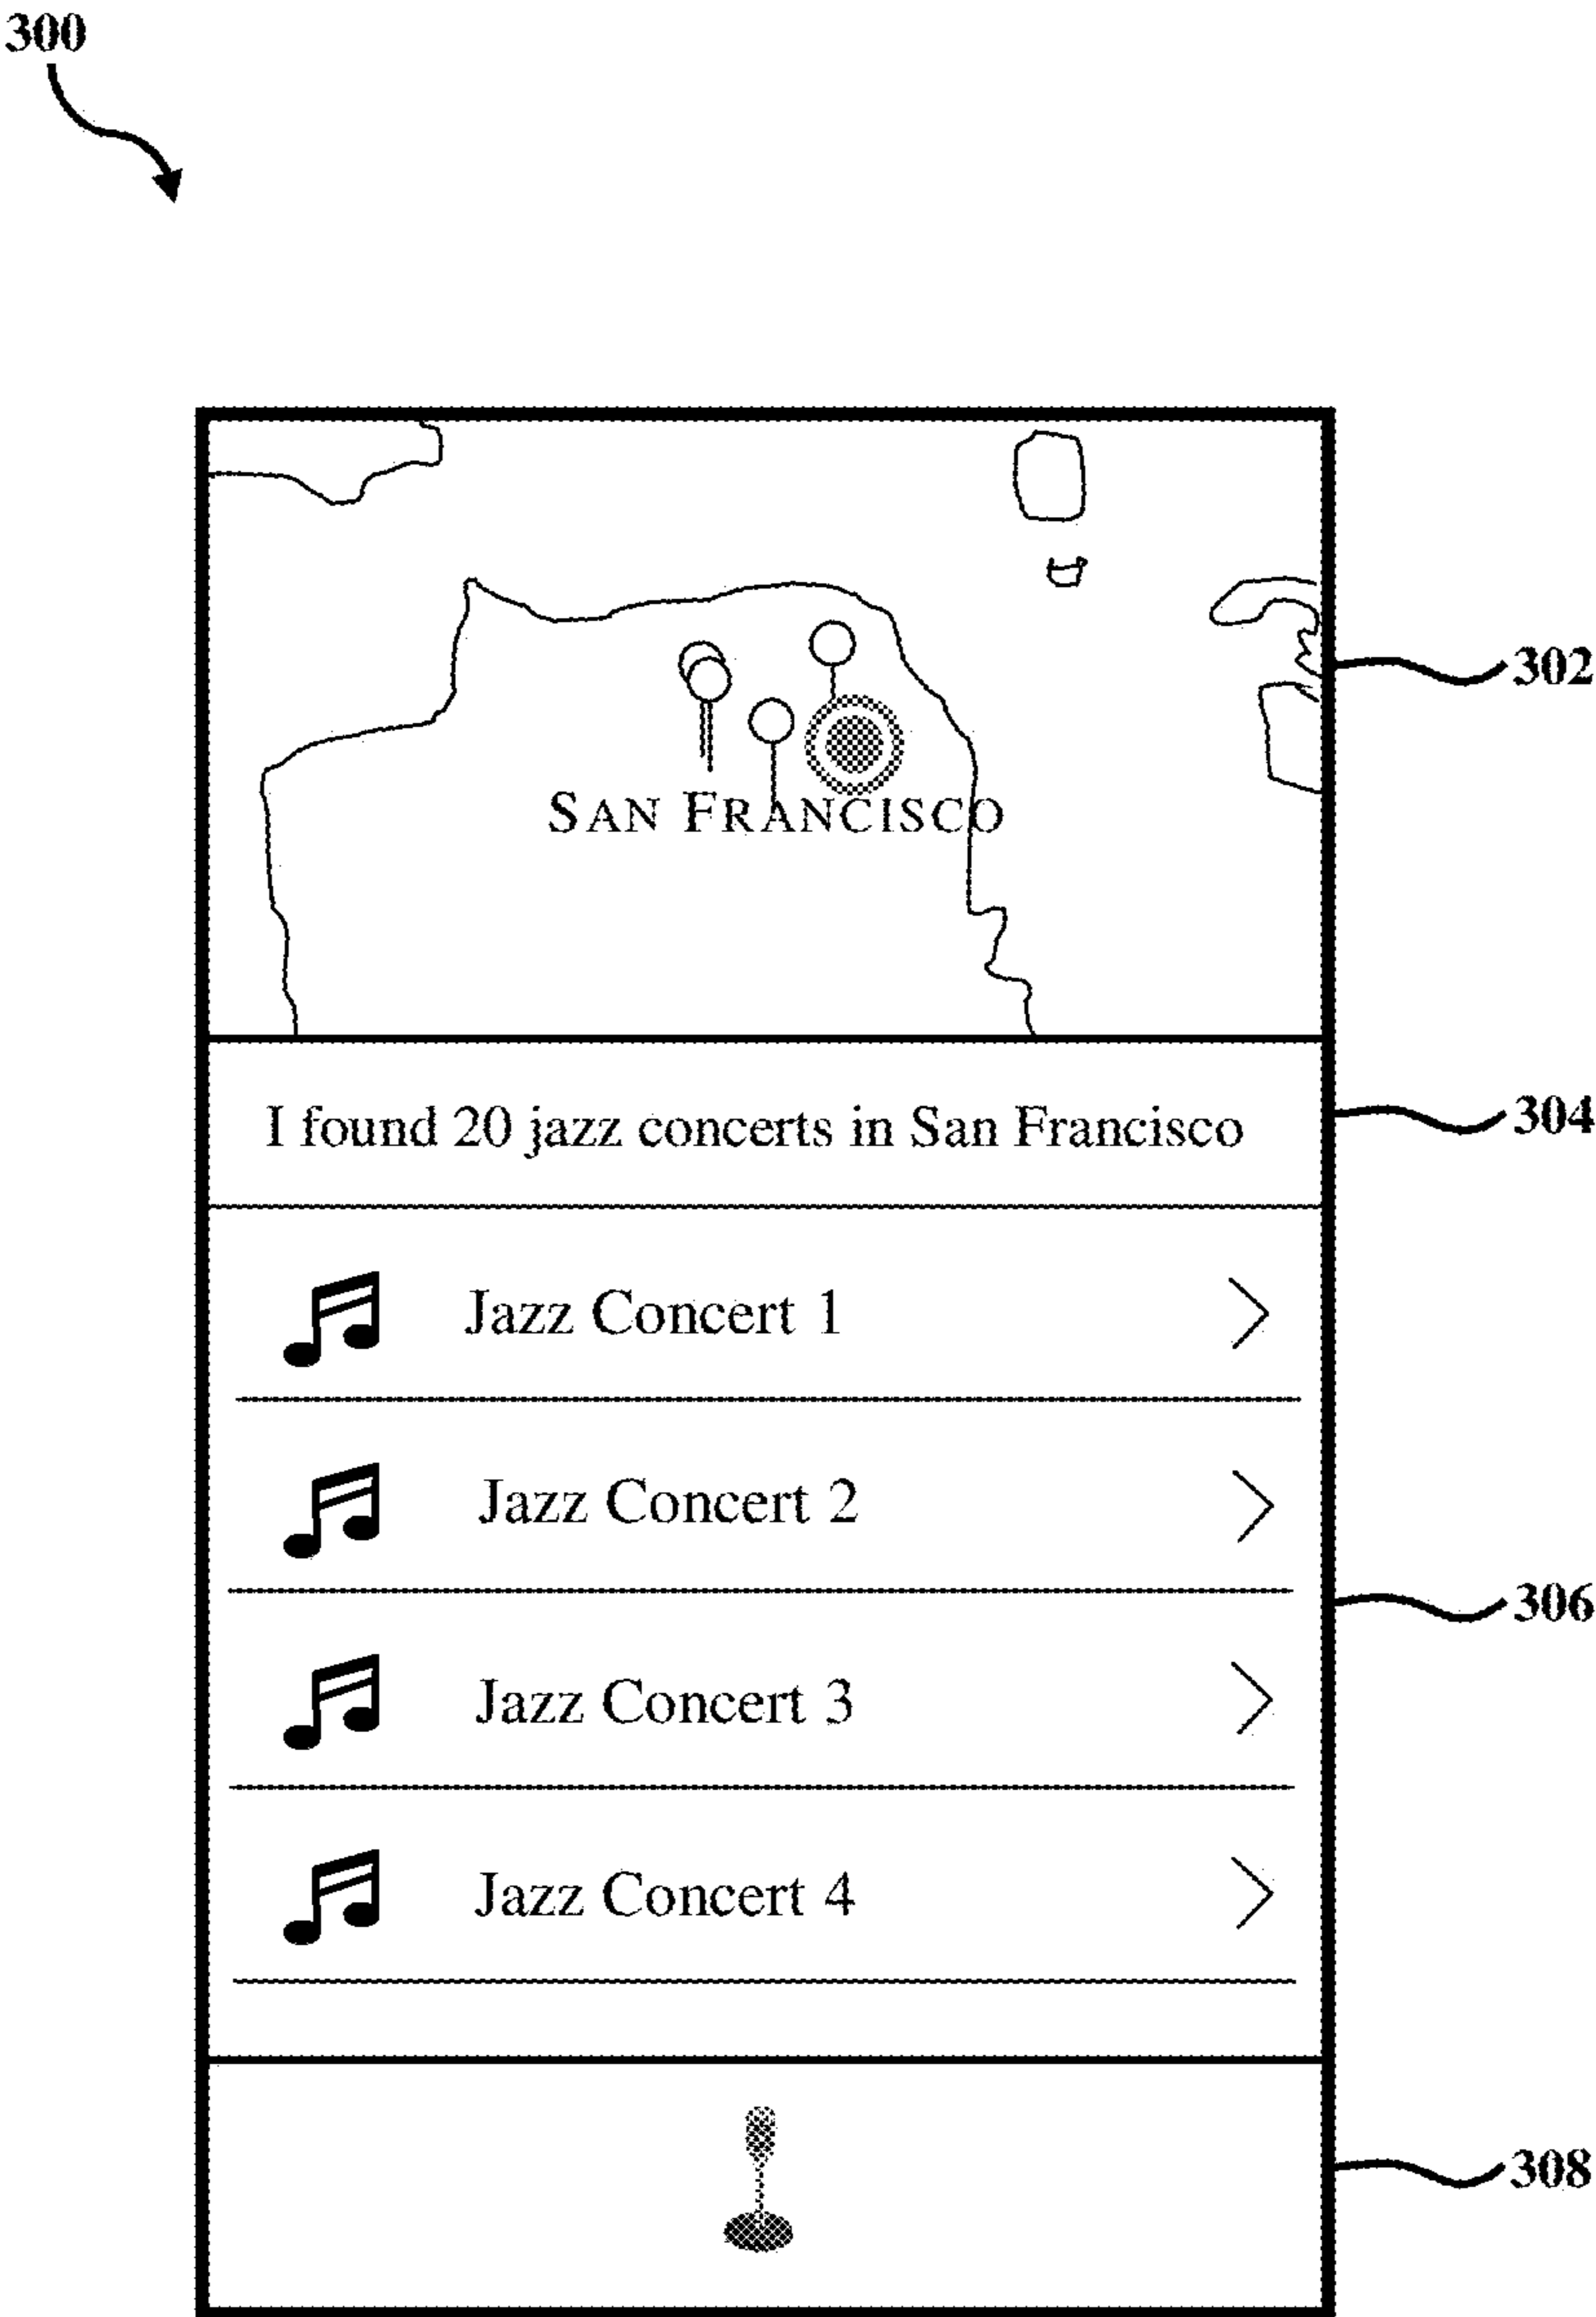 300
SAN FRANCISCO
302
I found 20 jazz concerts in San Francisco
304
Jazz Concert 1
Jazz Concert 2
306
Jazz Concert 3
Jazz Concert 4
308